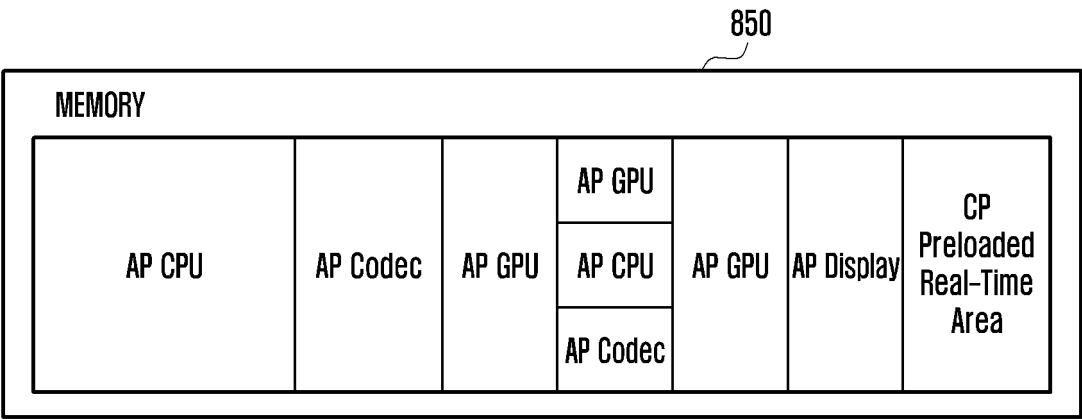 850
MEMORY
AP CPU
AP Codec
AP GPU
AP GPU
AP CPU
AP Codec
AP GPU
AP Display
CP
Preloaded
Real-Time
Area